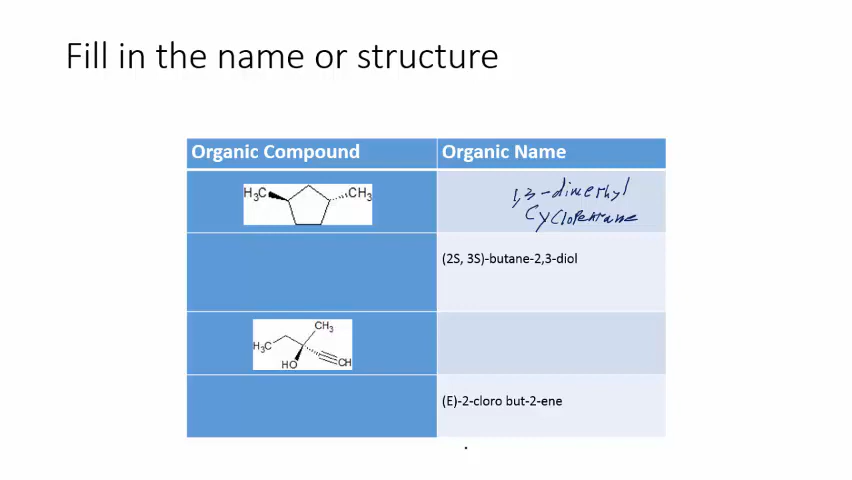 Fill in the name or structure
Organic Compound
Organic Name
H₃C
CH₃
1,3-dimethyl
Cyclopentane
(2S, 3S)-butane-2,3-diol
CH₃
H₃C
HO
CH
(E)-2-cloro but-2-ene